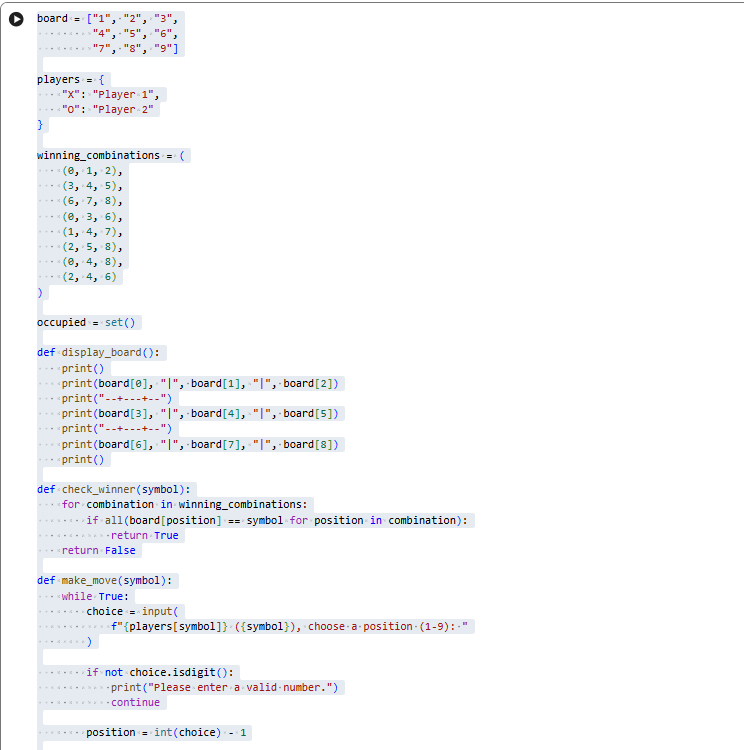 board = ["1", "2", "3",
         "4", "5", "6",
         "7", "8", "9"]

players = {
    "X": "Player 1",
    "O": "Player 2"
}

winning_combinations = (
    (0, 1, 2),
    (3, 4, 5),
    (6, 7, 8),
    (0, 3, 6),
    (1, 4, 7),
    (2, 5, 8),
    (0, 4, 8),
    (2, 4, 6)
)

occupied = set()

def display_board():
    print()
    print(board[0], "|", board[1], "|", board[2])
    print("--+---+--")
    print(board[3], "|", board[4], "|", board[5])
    print("--+---+--")
    print(board[6], "|", board[7], "|", board[8])
    print()

def check_winner(symbol):
    for combination in winning_combinations:
        if all(board[position] == symbol for position in combination):
            return True
    return False

def make_move(symbol):
    while True:
        choice = input(
            f"{players[symbol]} ({symbol}), choose a position (1-9): "
        )

        if not choice.isdigit():
            print("Please enter a valid number.")
            continue

        position = int(choice) - 1